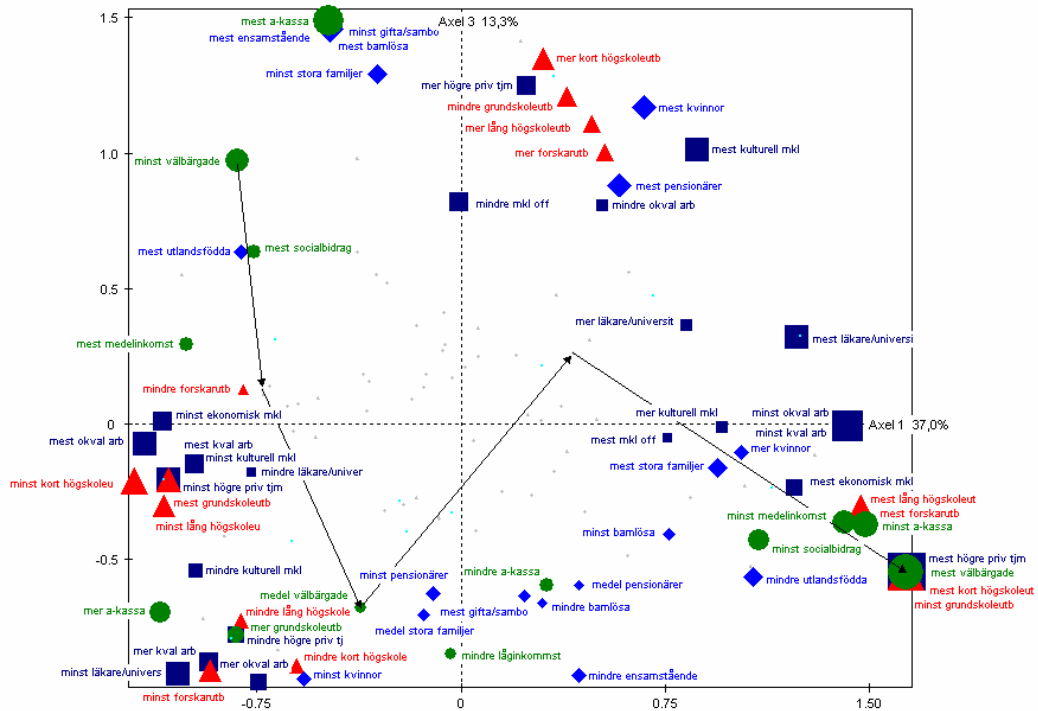 1.5
Axel 3 13,3%
mest a-kassa
minst gifta/sambo
mest ensamstående
mest barnlösa
minst stora familjer
mer kort högskoleutb
mer högre priv tjm
mindre grundskoleutb
mest kvinnor
mer lång högskoleutb
mer forskarutb
mest kulturell mkl
1.0
minst välbärgade
mest pensionärer
mindre mkl off
mindre okval arb
mest utlandsfödda
mest socialbidrag
0.5
mer läkare/universit
mest läkare/universi
mest medelinkomst
mindre forskarutb
minst ekonomisk mkl
mer kulturell mkl
minst okval arb
0
Axel 1 37,0%
mest okval arb
mest kval arb
minst kval arb
mest mkl off
mer kvinnor
minst kulturell mkl
mindre läkare/univer
mest stora familjer
minst kort högskoleu
minst högre priv tjm
mest ekonomisk mkl
mest grundskoleutb
mest lång högskoleut
minst lång högskoleu
minst medelinkomst
mest forskarutb
minst a-kassa
minst barnlösa
minst socialbidrag
-0.5
mindre kulturell mkl
minst pensionärer
mindre a-kassa
medel pensionärer
mindre utlandsfödda
mest högre priv tjm
mest välbärgade
mest kort högskoleut
minst grundskoleutb
medel välbärgade
mer a-kassa
mindre lång högskole
mest gifta/sambo
mindre barnlösa
mer grundskoleutb
medel stora familjer
mindre högre priv tj
mer kval arb
mer okval arb
mindre kort högskole
mindre låginkommst
minst läkare/univers
minst kvinnor
mindre ensamstående
minst forskarutb
-0.75
0
0.75
1.50